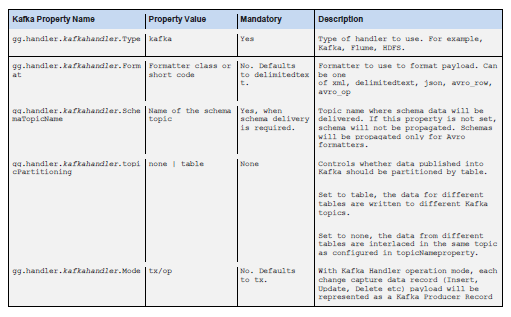 Kafka Property Name | Property Value | Mandatory | Description
gg.handler.kafkahandler.Type | kafka | Yes | Type of handler to use. For example,
Kafka, Flume, HDFS.
gg.handler.kafkahandler.Form | Formatter class or | No. Defaults | Formatter to use to format payload. Can
at | short code | to delimitedtex | be one
t. | of xml, delimitedtext, json, avro_row,
avro_op
gg.handler.kafkahandler.Sche | Name of the schema | Yes, when | Topic name where schema data will be
maTopicName | topic | schema delivery | delivered. If this property is not set,
is required. | schema will not be propagated. Schemas
will be propagated only for Avro
formatters.
gg.handler.kafkahandler.topi | none | table | None | Controls whether data published into
cPartitioning | Kafka should be partitioned by table.
Set to table, the data for different
tables are written to different Kafka
topics.
Set to none, the data from different
tables are interlaced in the same topic
as configured in topicNameproperty.
gg.handler.kafkahandler.Mode | tx/op | No. Defaults | With Kafka Handler operation mode, each
to tx. | change capture data record (Insert,
Update, Delete etc) payload will be
represented as a Kafka Producer Record